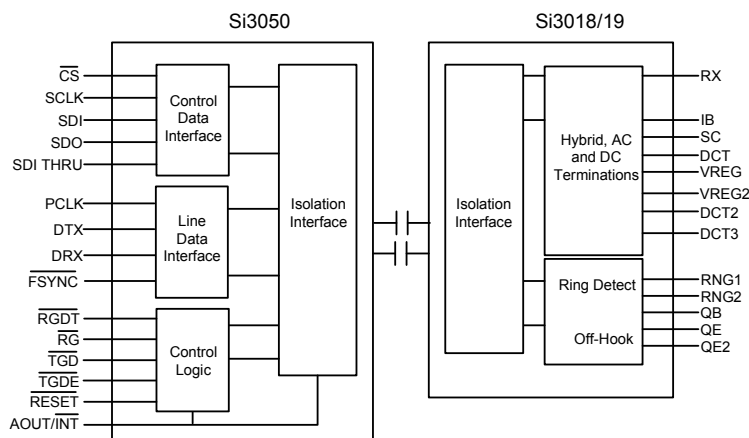 Si3050
Si3018/19
CS
SCLK
SDI
SDO
SDI THRU
PCLK
DTX
DRX
FSYNC
RGDT
RG
TGD
TGDE
RESET
AOUT/INT
Control
Data
Interface
Line
Data
Interface
Control
Logic
Isolation
Interface
Isolation
Interface
Hybrid, AC
and DC
Terminations
Ring Detect
Off-Hook
RX
IB
SC
DCT
VREG
VREG2
DCT2
DCT3
RNG1
RNG2
QB
QE
QE2